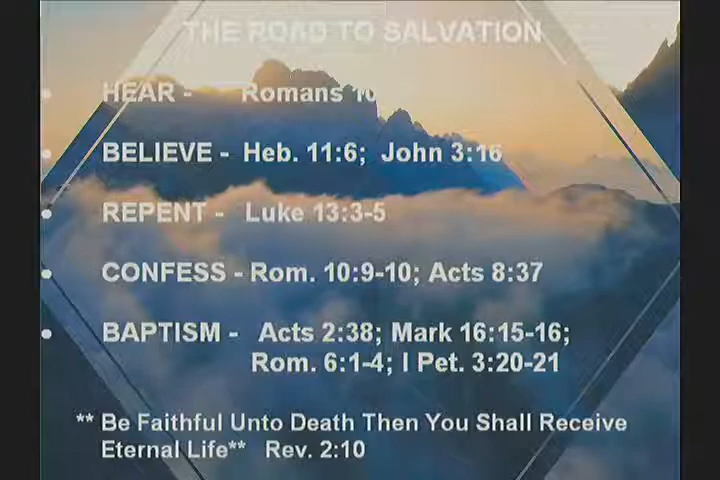 THE ROAD TO SALVATION
• HEAR - Romans 10
• BELIEVE - Heb. 11:6; John 3:16
• REPENT - Luke 13:3-5
• CONFESS - Rom. 10:9-10; Acts 8:37
• BAPTISM - Acts 2:38; Mark 16:15-16;
Rom. 6:1-4; I Pet. 3:20-21
** Be Faithful Unto Death Then You Shall Receive
Eternal Life** Rev. 2:10